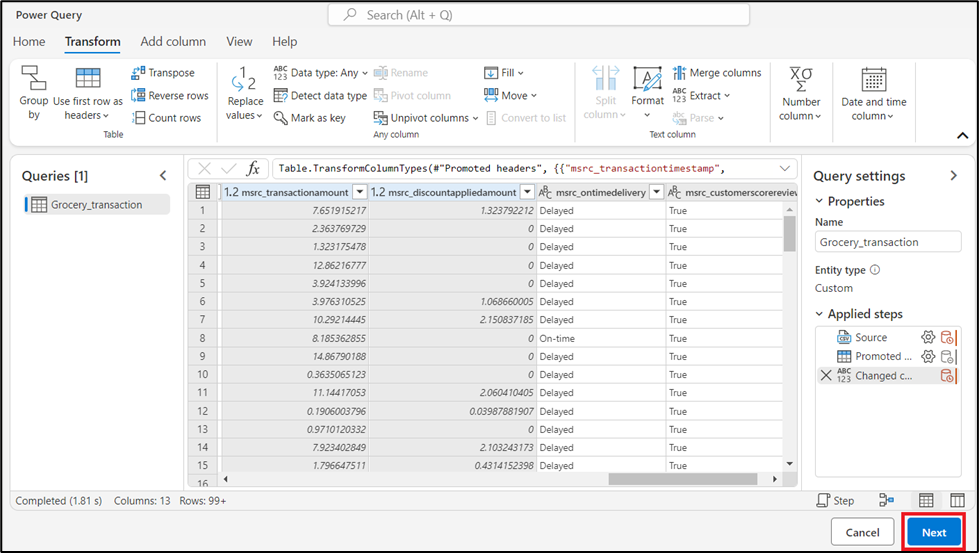 Power Query
Search (Alt + Q)
Home Transform Add column View Help
Group by
Use first row as headers
Transpose
Reverse rows
Count rows
Table
Replace values
Data type: Any
Detect data type
Mark as key
Rename
Pivot column
Unpivot columns
Fill
Move
Convert to list
Any column
Split column
Format
Merge columns
Extract
Parse
Text column
Number column
Date and time column
Queries [1]
Grocery_transaction
fx Table.TransformColumnTypes(#"Promoted headers", {{"msrc_transactiontimestamp",
1.2 msrc_transactionamount 1.2 msrc_discountappliedamount ABC msrc_ontimedelivery ABC msrc_customerscorereview
1 7.651915217 1.323792212 Delayed True
2 2.363769729 0 Delayed True
3 1.323175478 0 Delayed True
4 12.86216777 0 Delayed True
5 3.924133996 0 Delayed True
6 3.976310525 1.068660005 Delayed True
7 10.29214445 2.150837185 Delayed True
8 8.185362855 0 On-time True
9 14.86790188 0 Delayed True
10 0.3635065123 0 Delayed True
11 11.14417053 2.060410405 Delayed True
12 0.1906003796 0.03987881907 Delayed True
13 0.9710120332 0 Delayed True
14 7.923402849 2.103243173 Delayed True
15 1.796647511 0.4314152398 Delayed True
16
Query settings
Properties
Name
Grocery_transaction
Entity type
Custom
Applied steps
Source
Promoted ...
Changed c...
Completed (1.81 s) Columns: 13 Rows: 99+
Step
Cancel Next